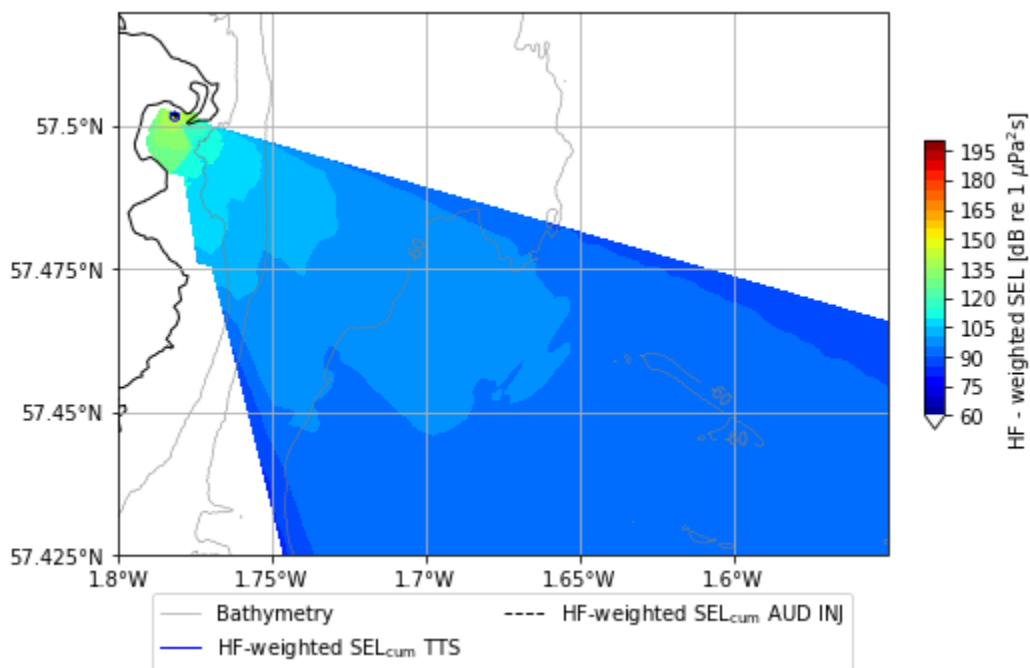 57.5°N
57.475°N
57.45°N
57.425°N
1.8°W 1.75°W 1.7°W 1.65°W 1.6°W
60
60
60
195
180
165
150
135
120
105
90
75
60
HF - weighted SEL [dB re 1 μPa²s]
Bathymetry
HF-weighted SELcum TTS
HF-weighted SELcum AUD INJ